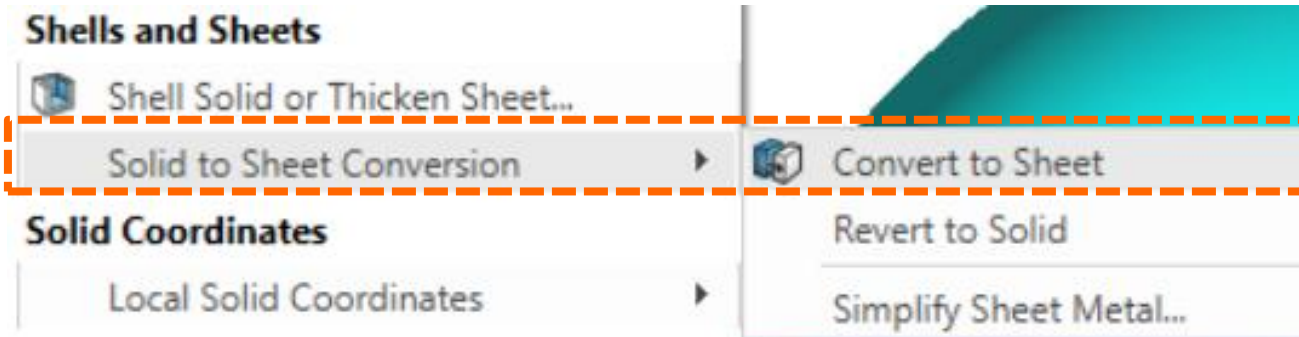 Shells and Sheets
Shell Solid or Thicken Sheet...
Solid to Sheet Conversion
Convert to Sheet
Solid Coordinates
Revert to Solid
Local Solid Coordinates
Simplify Sheet Metal...